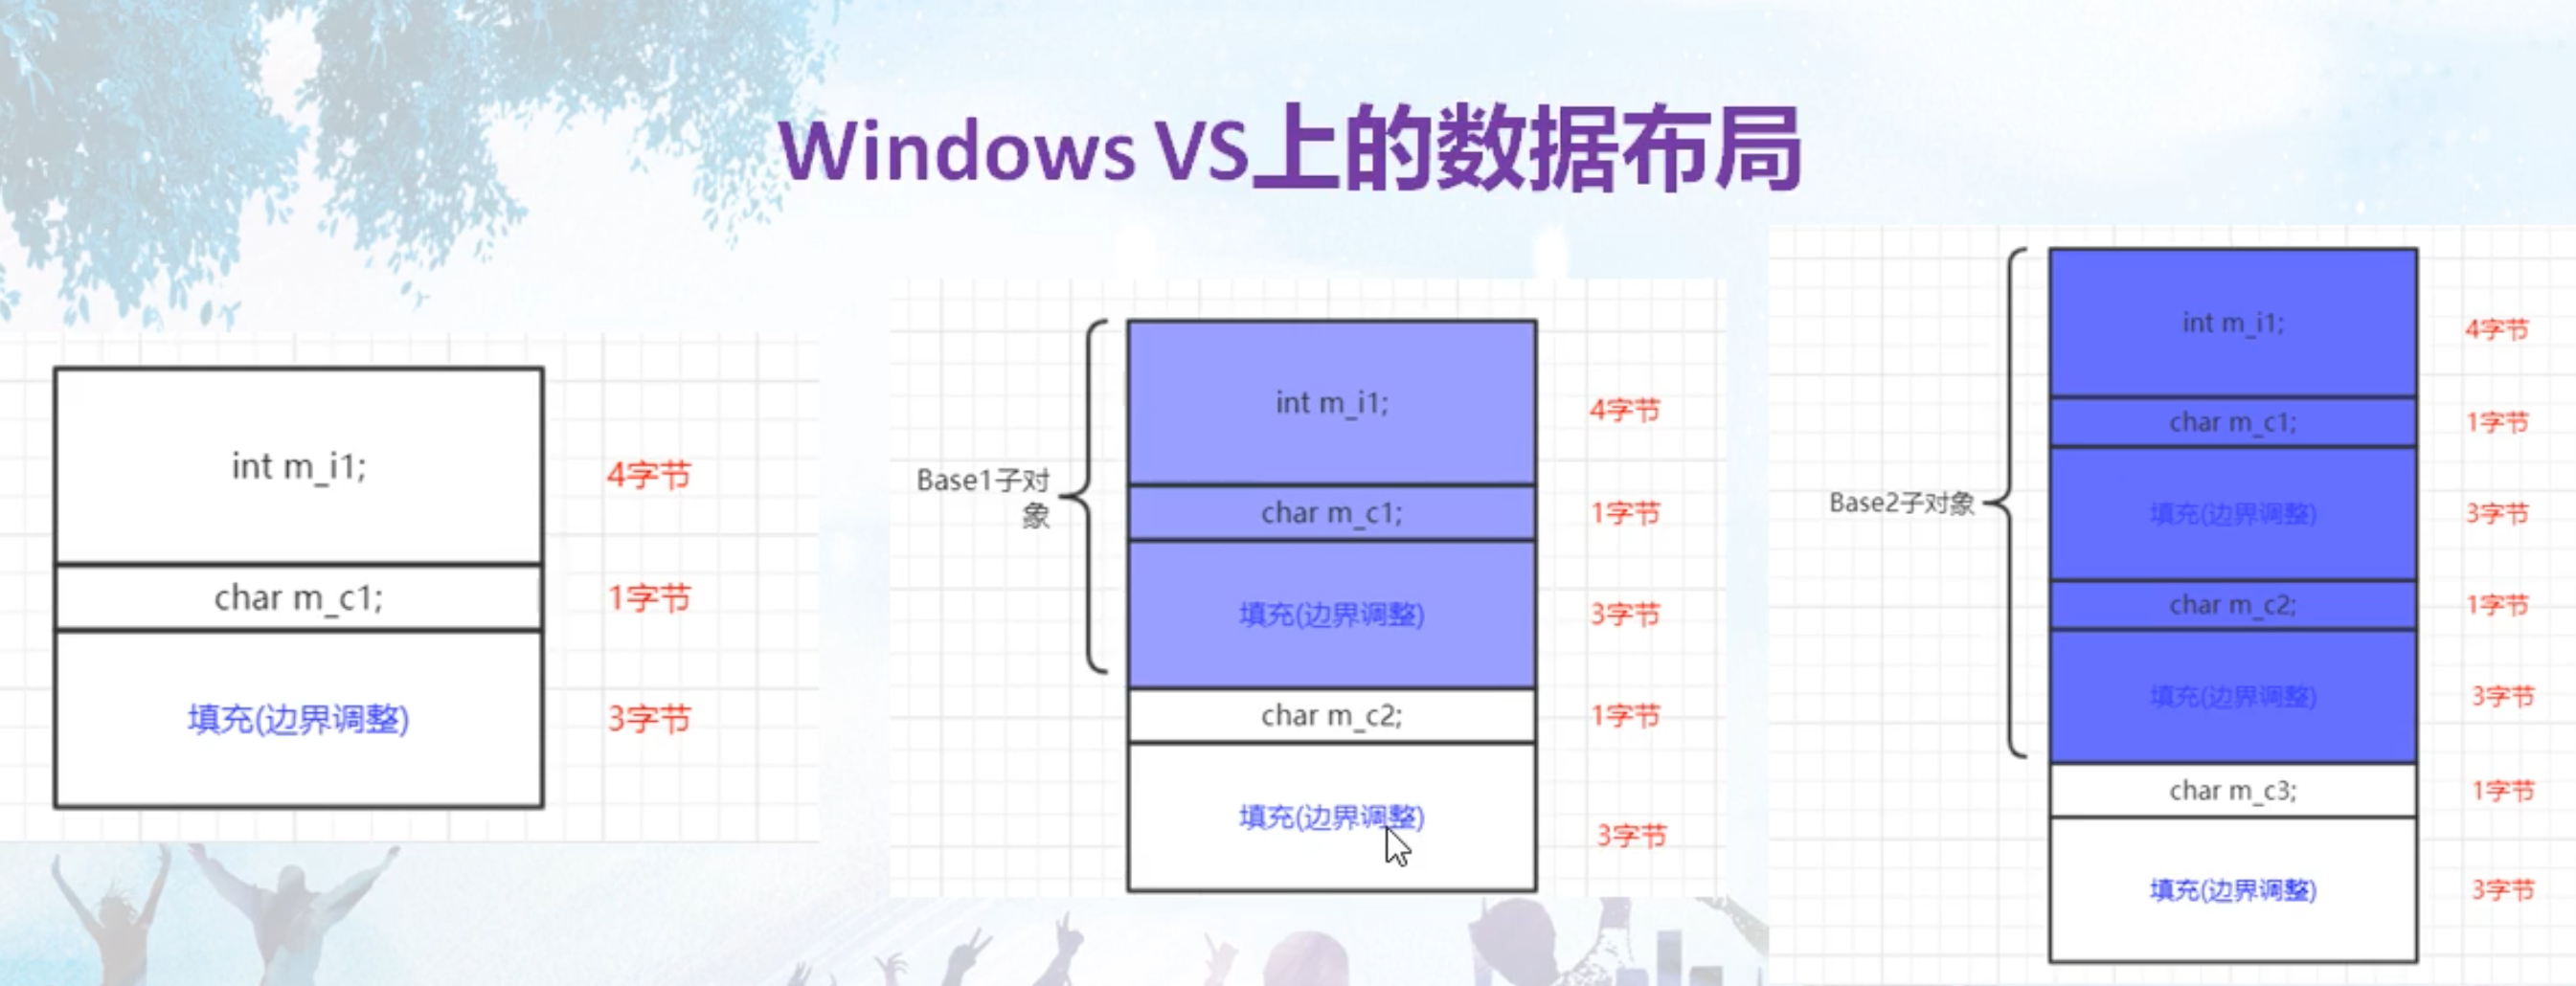 Windows VS上的数据布局
int m_i1;
4字节
char m_c1;
1字节
填充(边界调整)
3字节
Base1子对
象
int m_i1;
4字节
char m_c1;
1字节
填充(边界调整)
3字节
char m_c2;
1字节
填充(边界调整)
3字节
Base2子对象
int m_i1;
4字节
char m_c1;
1字节
填充(边界调整)
3字节
char m_c2;
1字节
填充(边界调整)
3字节
char m_c3;
1字节
填充(边界调整)
3字节